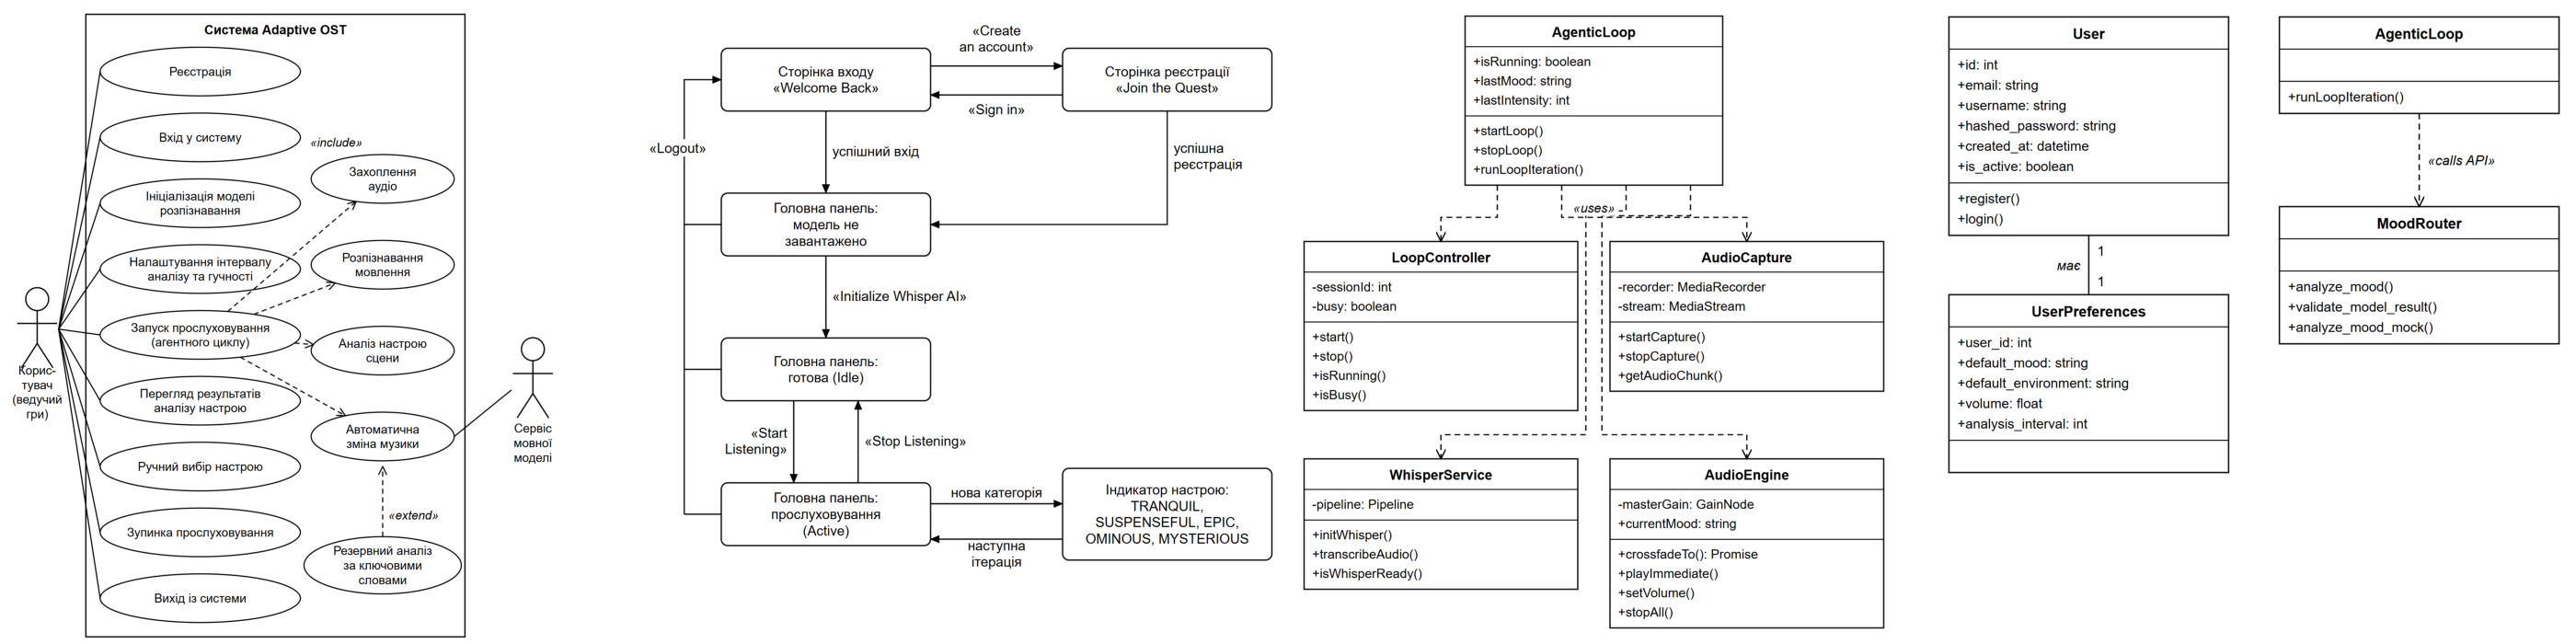 Система Adaptive OST
Реєстрація
Вхід у систему
«include»
Захоплення
аудіо
Ініціалізація моделі
розпізнавання
Налаштування інтервалу
аналізу та гучності
Розпізнавання
мовлення
Запуск прослуховування
(агентного циклу)
Аналіз настрою
сцени
Корис-
тувач
(ведучий
гри)
Перегляд результатів
аналізу настрою
Автоматична
зміна музики
Сервіс
мовної
моделі
Ручний вибір настрою
«extend»
Зупинка прослуховування
Резервний аналіз
за ключовими
словами
Вихід із системи
«Create
an account»
Сторінка входу
«Welcome Back»
Сторінка реєстрації
«Join the Quest»
«Sign in»
«Logout»
успішний вхід
успішна
реєстрація
Головна панель:
модель не
завантажено
«Initialize Whisper AI»
Головна панель:
готова (Idle)
«Start
Listening»
«Stop Listening»
Головна панель:
прослуховування
(Active)
нова категорія
наступна
ітерація
Індикатор настрою:
TRANQUIL,
SUSPENSEFUL, EPIC,
OMINOUS, MYSTERIOUS
AgenticLoop
+isRunning: boolean
+lastMood: string
+lastIntensity: int
+startLoop()
+stopLoop()
+runLoopIteration()
«uses»
LoopController
-sessionId: int
-busy: boolean
+start()
+stop()
+isRunning()
+isBusy()
AudioCapture
-recorder: MediaRecorder
-stream: MediaStream
+startCapture()
+stopCapture()
+getAudioChunk()
WhisperService
-pipeline: Pipeline
+initWhisper()
+transcribeAudio()
+isWhisperReady()
AudioEngine
-masterGain: GainNode
+currentMood: string
+crossfadeTo(): Promise
+playImmediate()
+setVolume()
+stopAll()
User
+id: int
+email: string
+username: string
+hashed_password: string
+created_at: datetime
+is_active: boolean
+register()
+login()
1
має
1
UserPreferences
+user_id: int
+default_mood: string
+default_environment: string
+volume: float
+analysis_interval: int
AgenticLoop
+runLoopIteration()
«calls API»
MoodRouter
+analyze_mood()
+validate_model_result()
+analyze_mood_mock()